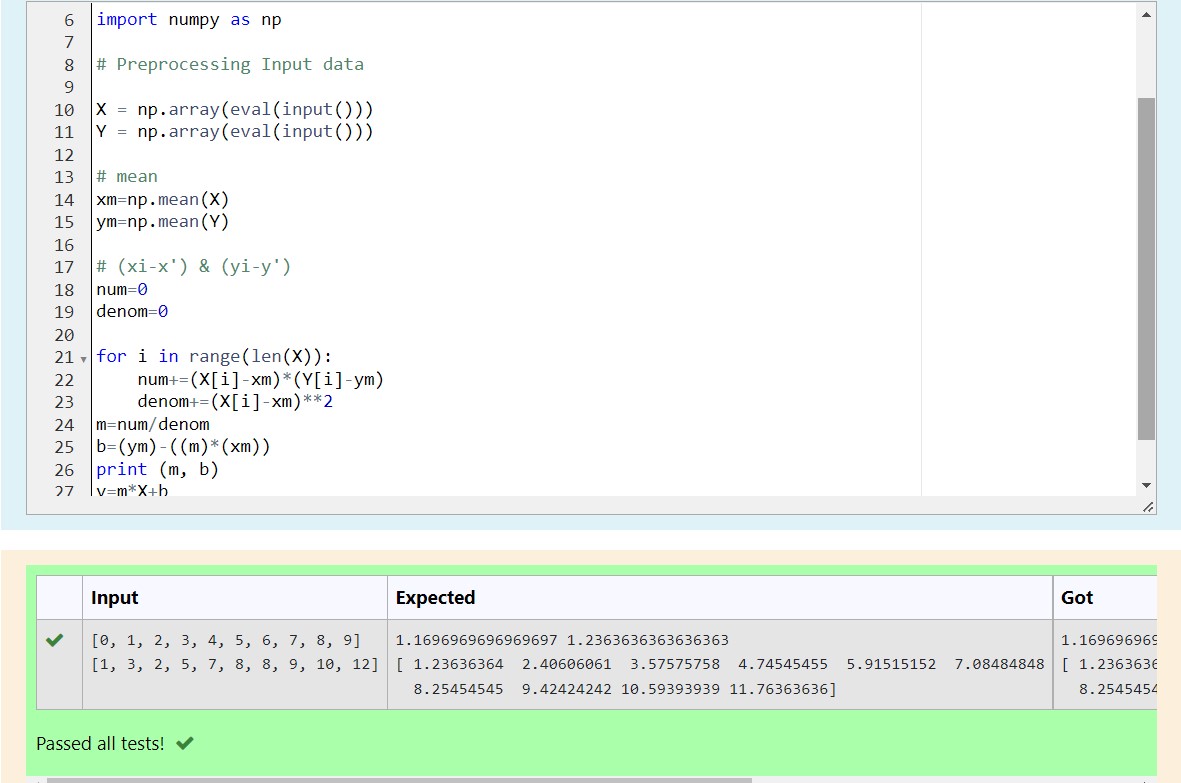 6 import numpy as np
7
8 # Preprocessing Input data
9
10 X = np.array(eval(input()))
11 Y = np.array(eval(input()))
12
13 # mean
14 xm=np.mean(X)
15 ym=np.mean(Y)
16
17 # (xi-x') & (yi-y')
18 num=0
19 denom=0
20
21 for i in range(len(X)):
22     num+=(X[i]-xm)*(Y[i]-ym)
23     denom+=(X[i]-xm)**2
24 m=num/denom
25 b=(ym)-((m)*(xm))
26 print (m, b)
27 y=m*X+b
Input Expected Got
[0, 1, 2, 3, 4, 5, 6, 7, 8, 9] 1.1696969696969697 1.2363636363636363 1.169696969
[1, 3, 2, 5, 7, 8, 8, 9, 10, 12] [ 1.23636364  2.40606061  3.57575758  4.74545455  5.91515152  7.08484848 [ 1.2363636
8.25454545  9.42424242 10.59393939 11.76363636] 8.2545454
Passed all tests!